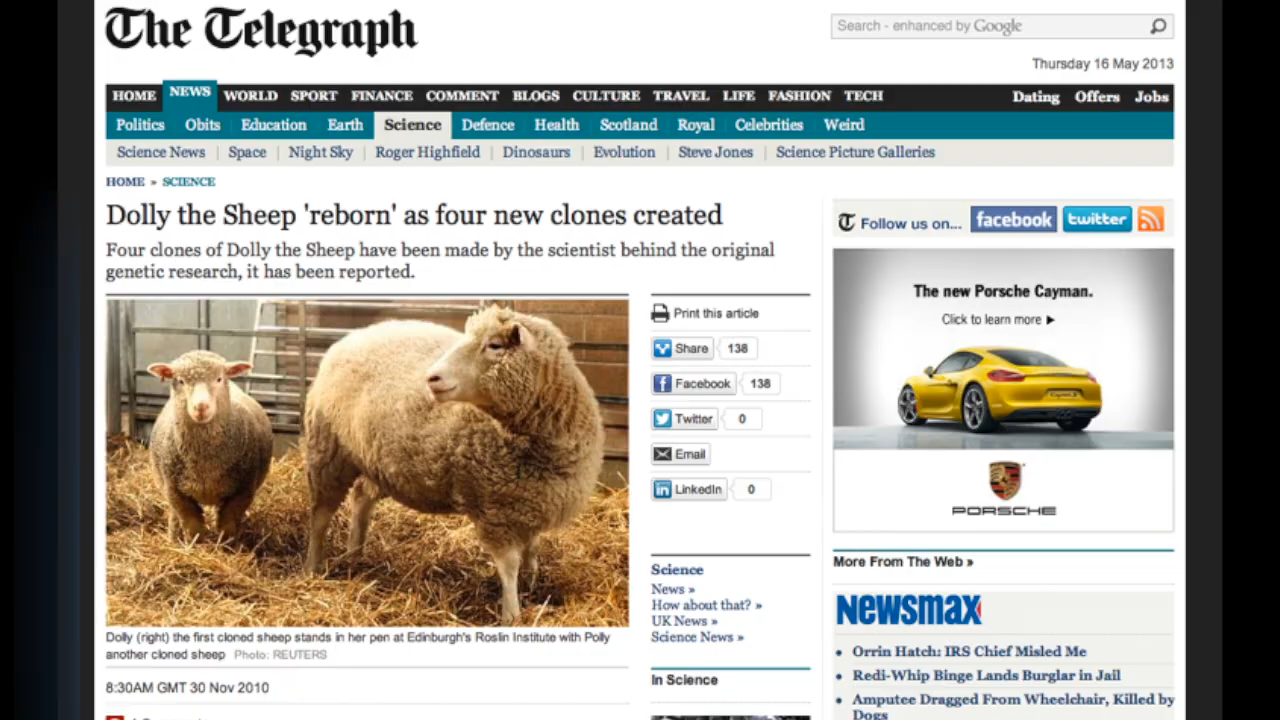 The Telegraph
Search - enhanced by Google
Thursday 16 May 2013
HOME NEWS WORLD SPORT FINANCE COMMENT BLOGS CULTURE TRAVEL LIFE FASHION TECH Dating Offers Jobs
Politics Obits Education Earth Science Defence Health Scotland Royal Celebrities Weird
Science News | Space | Night Sky | Roger Highfield | Dinosaurs | Evolution | Steve Jones | Science Picture Galleries
HOME » SCIENCE
Dolly the Sheep 'reborn' as four new clones created
Four clones of Dolly the Sheep have been made by the scientist behind the original
genetic research, it has been reported.
Dolly (right) the first cloned sheep stands in her pen at Edinburgh's Roslin Institute with Polly
another cloned sheep Photo: REUTERS
8:30AM GMT 30 Nov 2010
Print this article
Share 138
Facebook 138
Twitter 0
Email
LinkedIn 0
Science
News »
How about that? »
UK News »
Science News »
In Science
Follow us on... facebook twitter
The new Porsche Cayman.
Click to learn more
PORSCHE
More From The Web »
Newsmax
• Orrin Hatch: IRS Chief Misled Me
• Redi-Whip Binge Lands Burglar in Jail
• Amputee Dragged From Wheelchair, Killed by
Dogs